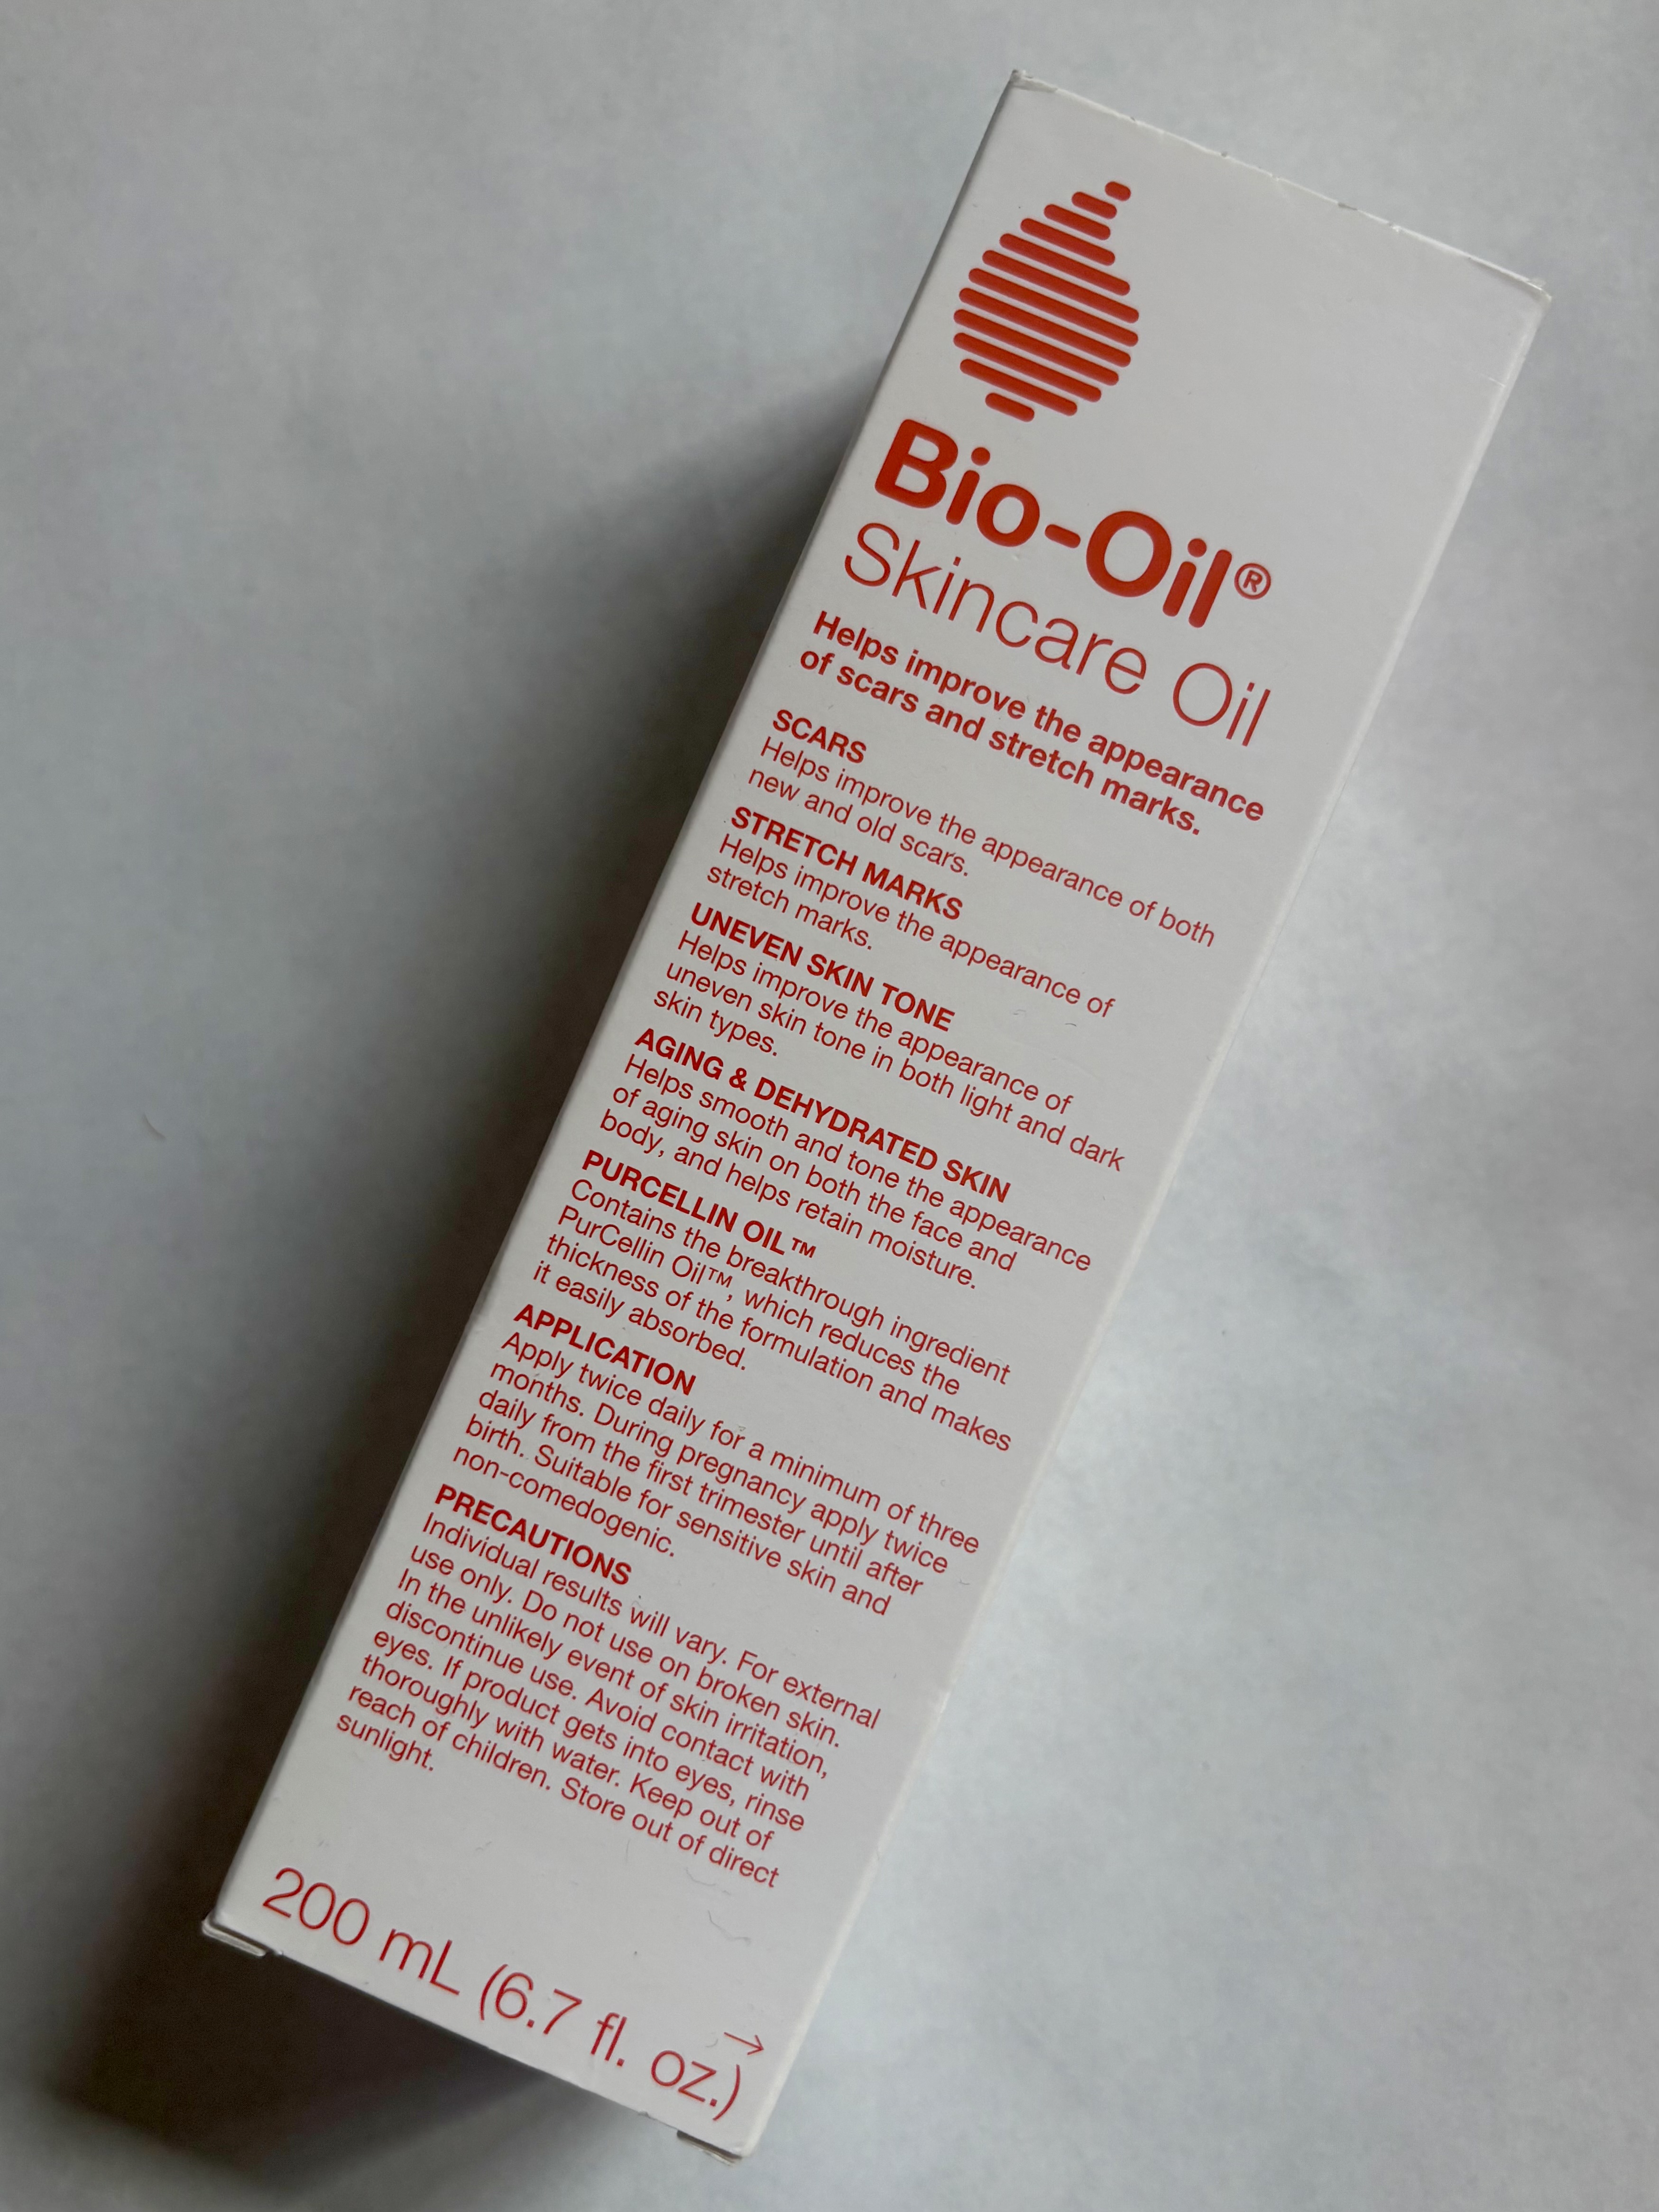 Bio-Oil®
Skincare Oil
Helps improve the appearance
of scars and stretch marks.
SCARS
Helps improve the appearance of both
new and old scars.
STRETCH MARKS
Helps improve the appearance of
stretch marks.
UNEVEN SKIN TONE
Helps improve the appearance of
uneven skin tone in both light and dark
skin types.
AGING & DEHYDRATED SKIN
Helps smooth and tone the appearance
of aging skin on both the face and
body, and helps retain moisture.
PURCELLIN OIL™
Contains the breakthrough ingredient
PurCellin Oil™, which reduces the
thickness of the formulation and makes
it easily absorbed.
APPLICATION
Apply twice daily for a minimum of three
months. During pregnancy apply twice
daily from the first trimester until after
birth. Suitable for sensitive skin and
non-comedogenic.
PRECAUTIONS
Individual results will vary. For external
use only. Do not use on broken skin.
In the unlikely event of skin irritation,
discontinue use. Avoid contact with
eyes. If product gets into eyes, rinse
thoroughly with water. Keep out of
reach of children. Store out of direct
sunlight.
→
200 mL (6.7 fl. oz.)